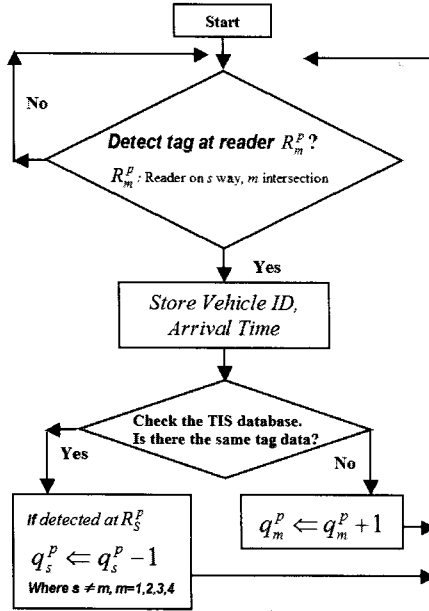 Start
No
Detect tag at reader R_m^p ?
R_m^p : Reader on s way, m intersection
Yes
Store Vehicle ID,
Arrival Time
Check the TIS database.
Is there the same tag data?
Yes
No
If detected at R_S^p
q_s^p ⇐ q_s^p − 1
Where s ≠ m, m=1,2,3,4
q_m^p ⇐ q_m^p + 1